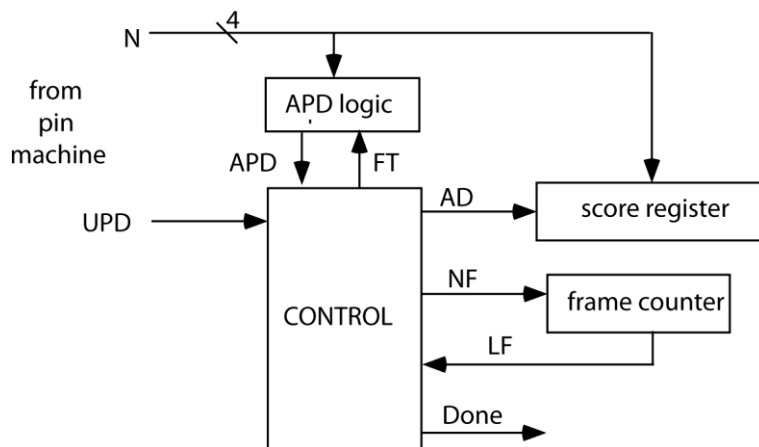 N
4
from
pin
machine
APD logic
APD
FT
UPD
AD
score register
CONTROL
NF
frame counter
LF
Done